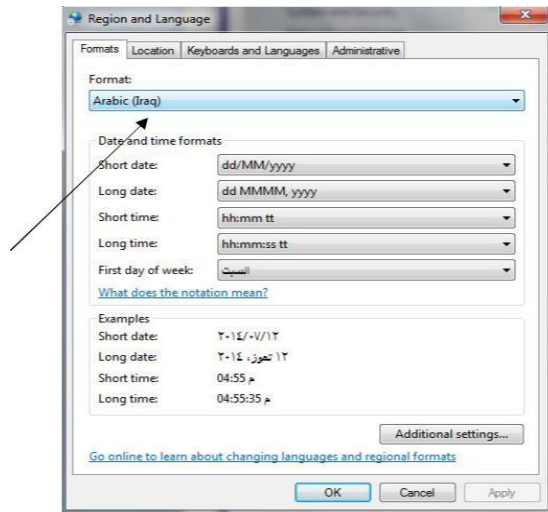 Region and Language
Formats Location Keyboards and Languages Administrative
Format:
Arabic (Iraq)
Date and time formats
Short date: dd/MM/yyyy
Long date: dd MMMM, yyyy
Short time: hh:mm tt
Long time: hh:mm:ss tt
First day of week: السبت
What does the notation mean?
Examples
Short date: ٢٠١٤/٠٧/١٢
Long date: ١٢ تموز، ٢٠١٤
Short time: 04:55 م
Long time: 04:55:35 م
Additional settings...
Go online to learn about changing languages and regional formats
OK Cancel Apply